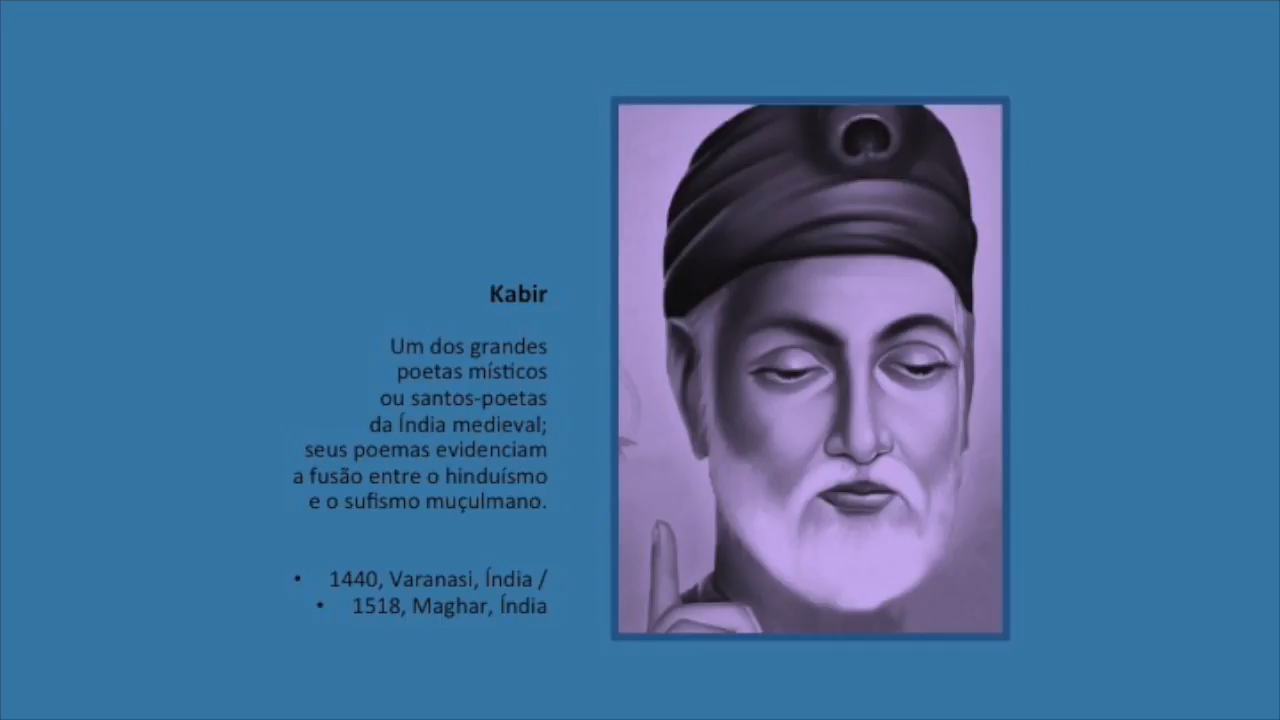 Kabir
Um dos grandes
poetas místicos
ou santos-poetas
da Índia medieval;
seus poemas evidenciam
a fusão entre o hinduísmo
e o sufismo muçulmano.
• 1440, Varanasi, Índia /
• 1518, Maghar, Índia